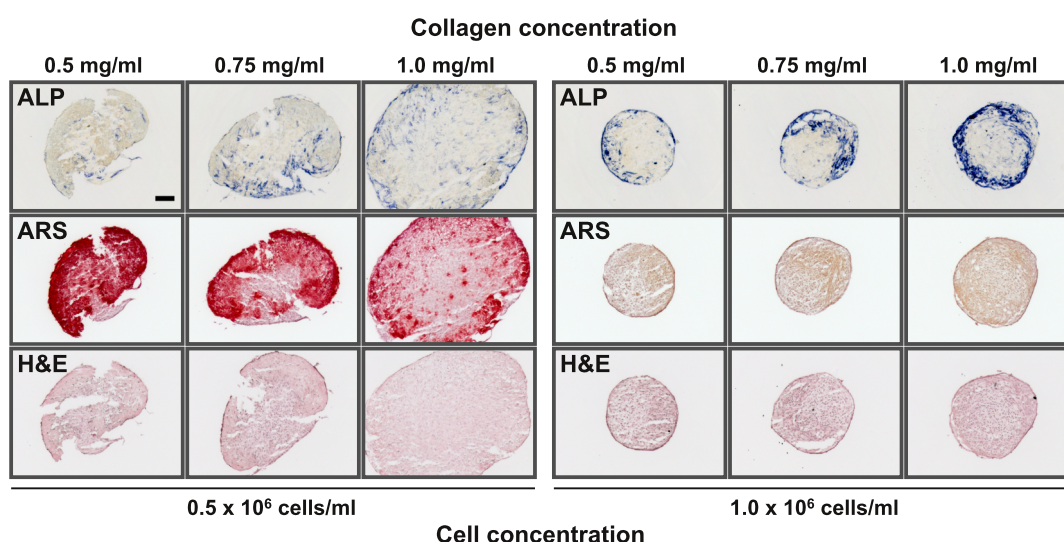 Collagen concentration
0.5 mg/ml 0.75 mg/ml 1.0 mg/ml 0.5 mg/ml 0.75 mg/ml 1.0 mg/ml
ALP ALP
ARS ARS
H&E H&E
0.5 x 10⁶ cells/ml 1.0 x 10⁶ cells/ml
Cell concentration